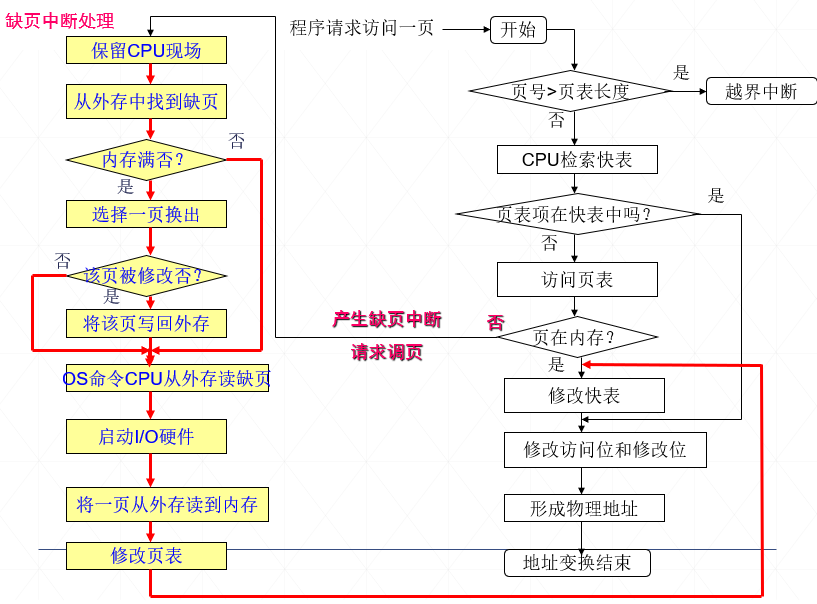 缺页中断处理
保留CPU现场
从外存中找到缺页
内存满否？
否
是
选择一页换出
否
该页被修改否？
是
将该页写回外存
OS命令CPU从外存读缺页
启动I/O硬件
将一页从外存读到内存
修改页表
程序请求访问一页
开始
页号>页表长度
是
越界中断
否
CPU检索快表
页表项在快表中吗？
是
否
访问页表
产生缺页中断
请求调页
否
页在内存？
是
修改快表
修改访问位和修改位
形成物理地址
地址变换结束